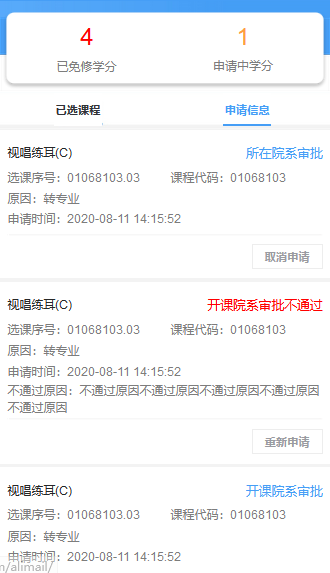 4
1
已免修学分
申请中学分
已选课程
申请信息
视唱练耳(C)
所在院系审批
选课序号：01068103.03
课程代码：01068103
原因：转专业
申请时间：2020-08-11 14:15:52
取消申请
视唱练耳(C)
开课院系审批不通过
选课序号：01068103.03
课程代码：01068103
原因：转专业
申请时间：2020-08-11 14:15:52
不通过原因：不通过原因不通过原因不通过原因不通过原因
不通过原因
重新申请
视唱练耳(C)
开课院系审批
选课序号：01068103.03
课程代码：01068103
原因：转专业
申请时间：2020-08-11 14:15:52
n/alimail/